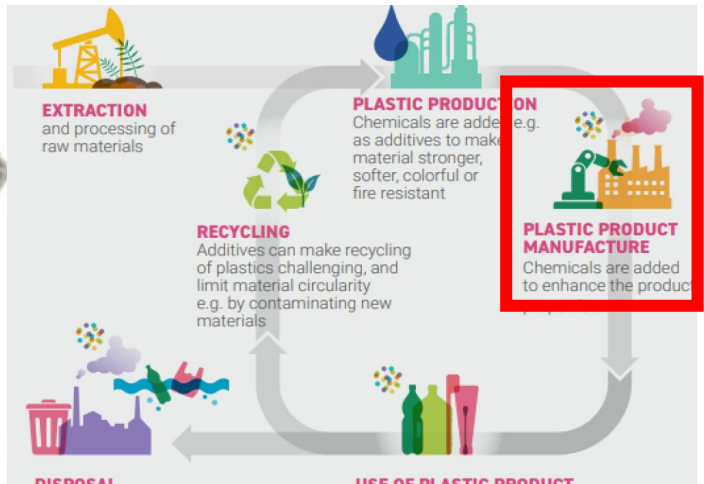 EXTRACTION
and processing of
raw materials
PLASTIC PRODUCTION
Chemicals are added e.g.
as additives to make
material stronger,
softer, colorful or
fire resistant
PLASTIC PRODUCT
MANUFACTURE
Chemicals are added
to enhance the product
RECYCLING
Additives can make recycling
of plastics challenging, and
limit material circularity
e.g. by contaminating new
materials
DISPOSAL
USE OF PLASTIC PRODUCT